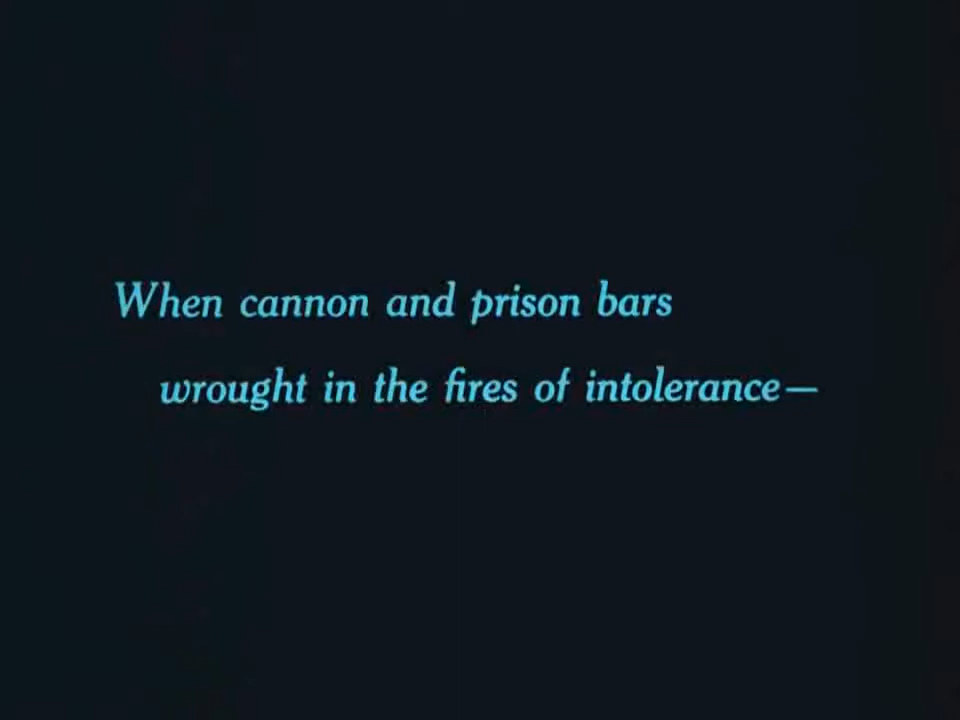 When cannon and prison bars
wrought in the fires of intolerance—